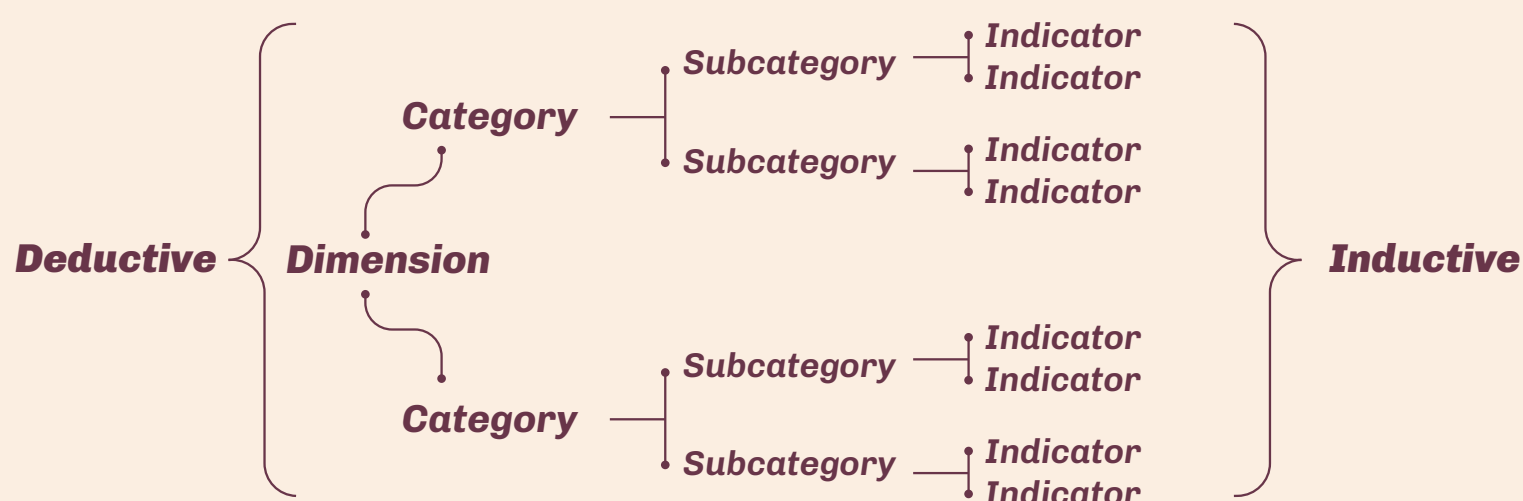 Indicator
Subcategory
Indicator
Category
Indicator
Subcategory
Indicator
Deductive
Dimension
Inductive
Indicator
Subcategory
Indicator
Category
Indicator
Subcategory
Indicator